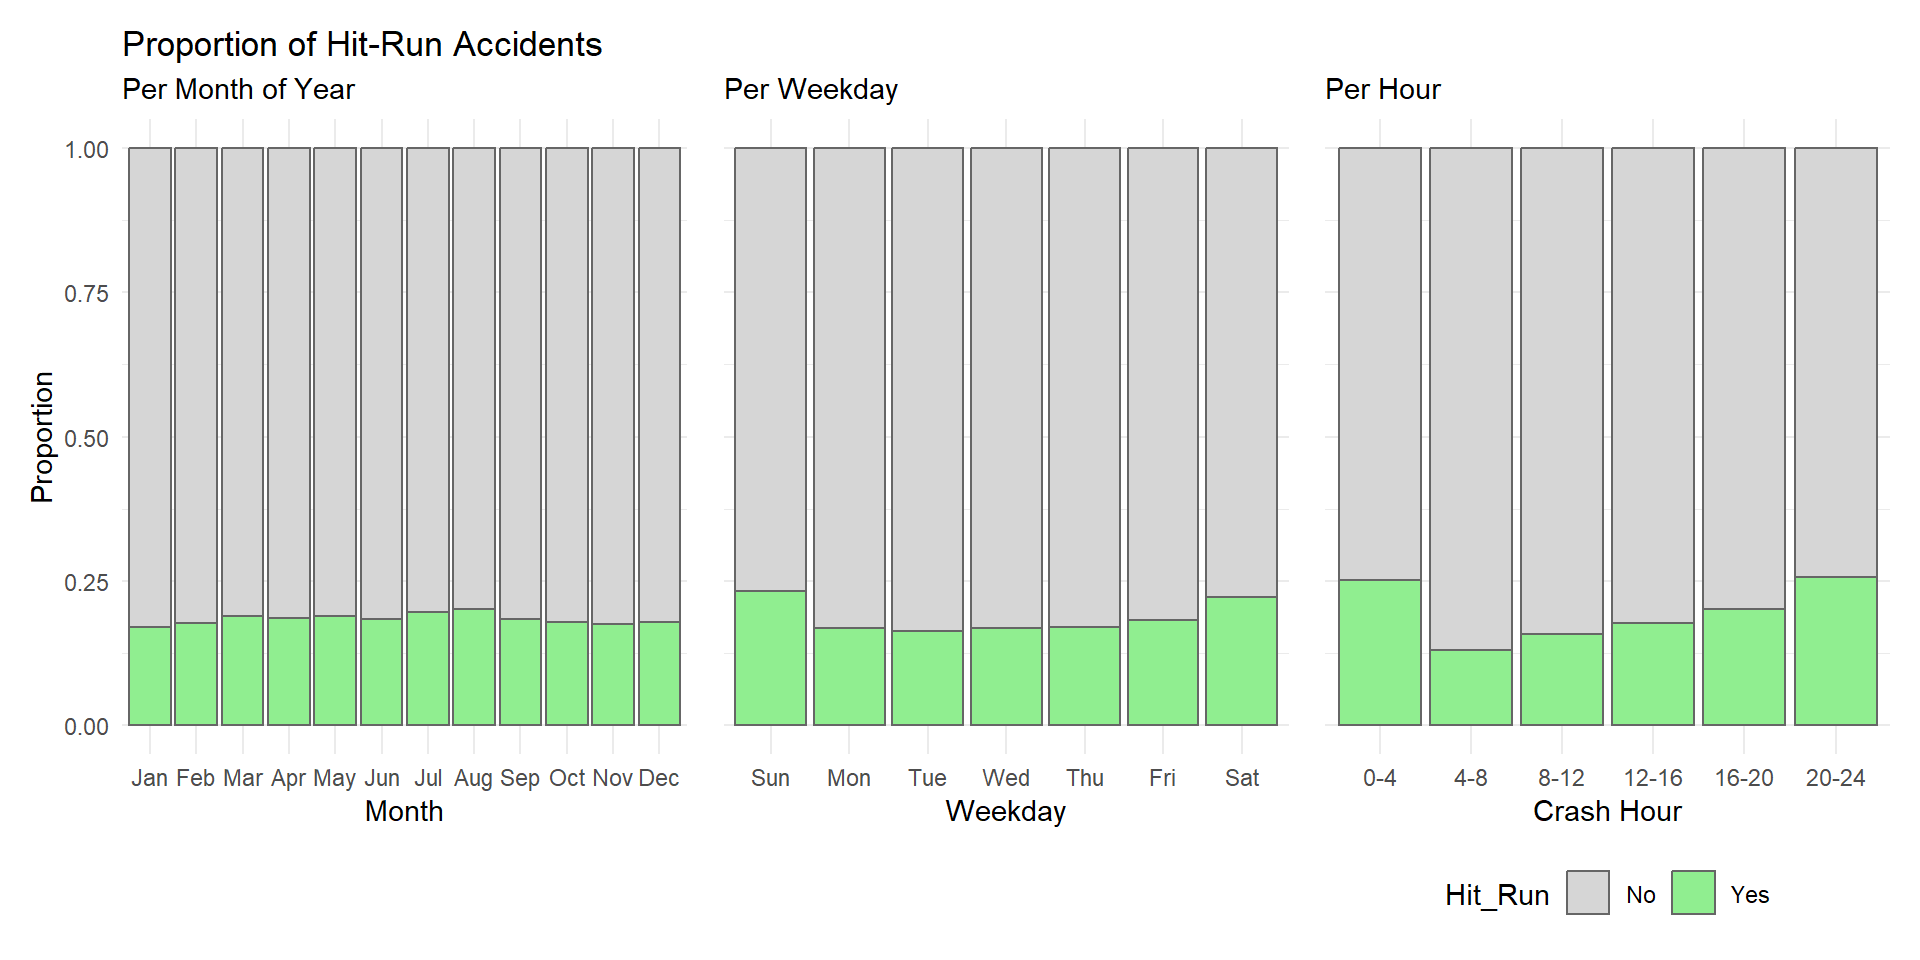 Proportion of Hit-Run Accidents
Per Month of Year
Per Weekday
Per Hour
Proportion
1.00
0.75
0.50
0.25
0.00
Jan Feb Mar Apr May Jun Jul Aug Sep Oct Nov Dec
Month
Sun Mon Tue Wed Thu Fri Sat
Weekday
0-4 4-8 8-12 12-16 16-20 20-24
Crash Hour
Hit_Run No Yes